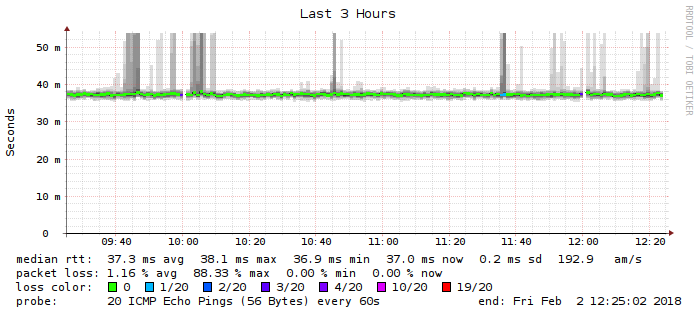 Last 3 Hours
RRDTOOL / TOBI OETIKER
Seconds
50 m
40 m
30 m
20 m
10 m
0
09:40 10:00 10:20 10:40 11:00 11:20 11:40 12:00 12:20
median rtt: 37.3 ms avg 38.1 ms max 36.9 ms min 37.0 ms now 0.2 ms sd 192.9 am/s
packet loss: 1.16 % avg 88.33 % max 0.00 % min 0.00 % now
loss color: 0 1/20 2/20 3/20 4/20 10/20 19/20
probe: 20 ICMP Echo Pings (56 Bytes) every 60s end: Fri Feb 2 12:25:02 2018